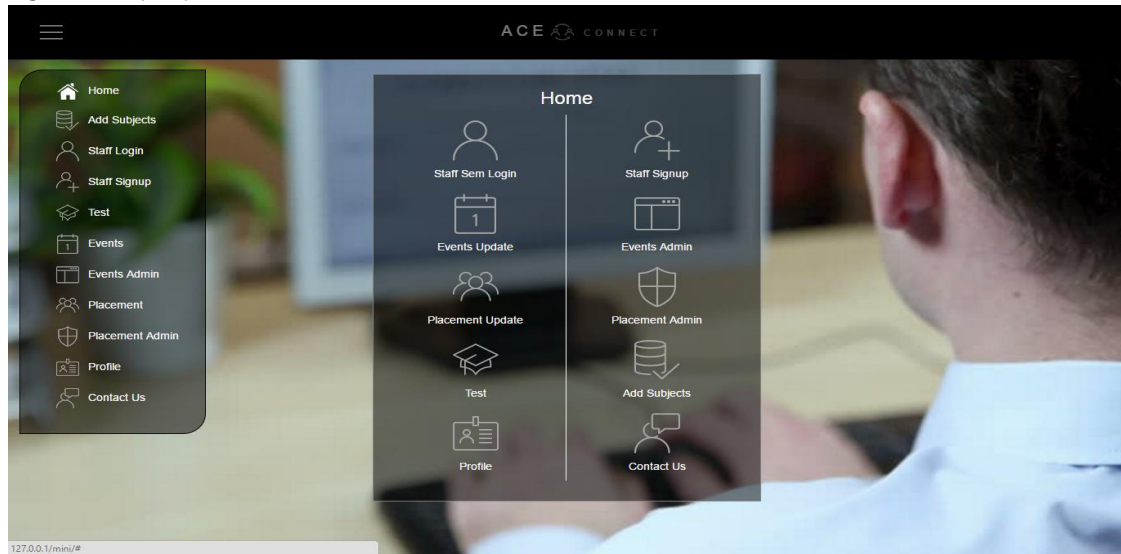 ACE CONNECT
Home
Add Subjects
Staff Login
Staff Signup
Test
1
Events
Events Admin
Placement
Placement Admin
Profile
Contact Us
Home
Staff Sem Login
Staff Signup
1
Events Update
Events Admin
Placement Update
Placement Admin
Test
Add Subjects
Profile
Contact Us
127.0.0.1/mini/#